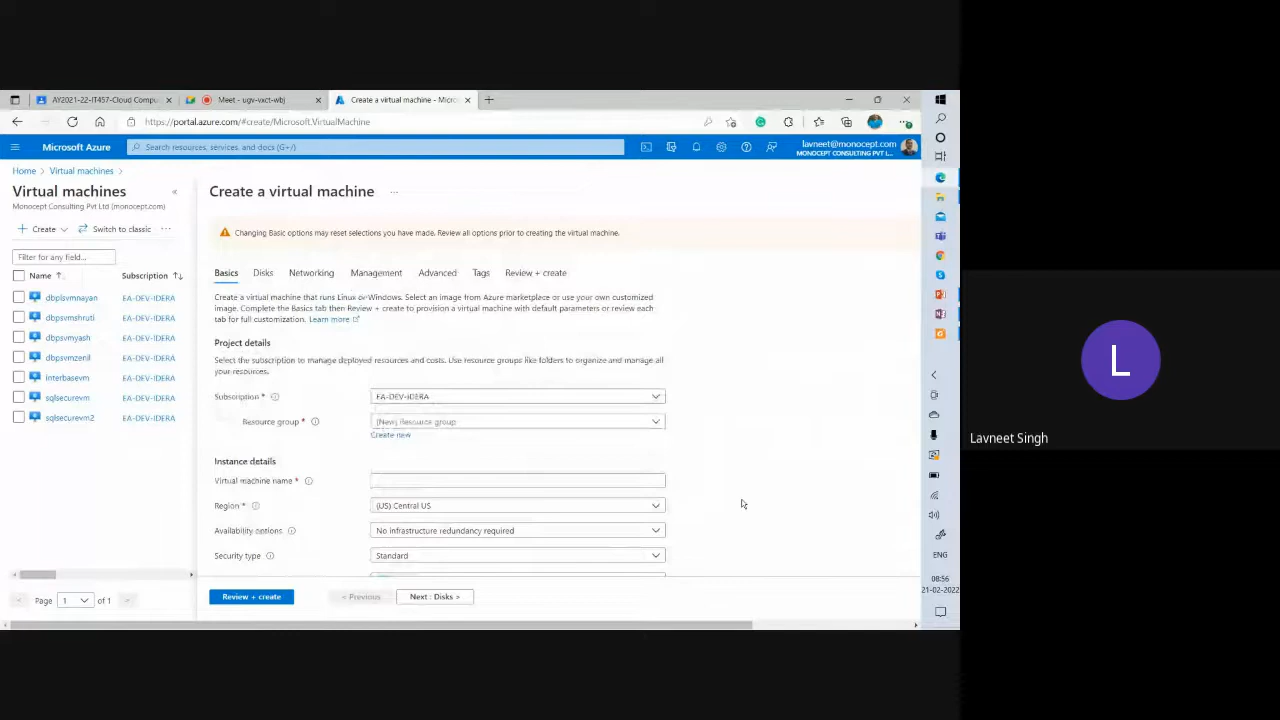 AY2021-22-IT457-Cloud Compu
Meet - ugv-vxct-wbj
Create a virtual machine - Micro
https://portal.azure.com/#create/Microsoft.VirtualMachine
Microsoft Azure
Search resources, services, and docs (G+/)
lavneet@monocept.com
MONOCEPT CONSULTING PVT L...
Home > Virtual machines >
Virtual machines
Monocept Consulting Pvt Ltd (monocept.com)
+ Create
Switch to classic
...
Filter for any field...
Name
Subscription
dbplsvmnayan EA-DEV-IDERA
dbpsvmshruti EA-DEV-IDERA
dbpsvmyash EA-DEV-IDERA
dbpsvmzenil EA-DEV-IDERA
interbasevm EA-DEV-IDERA
sqlsecurevm EA-DEV-IDERA
sqlsecurevm2 EA-DEV-IDERA
Page 1 of 1
Create a virtual machine ...
Changing Basic options may reset selections you have made. Review all options prior to creating the virtual machine.
Basics Disks Networking Management Advanced Tags Review + create
Create a virtual machine that runs Linux or Windows. Select an image from Azure marketplace or use your own customized
image. Complete the Basics tab then Review + create to provision a virtual machine with default parameters or review each
tab for full customization. Learn more
Project details
Select the subscription to manage deployed resources and costs. Use resource groups like folders to organize and manage all
your resources.
Subscription * EA-DEV-IDERA
Resource group * (New) Resource group
Create new
Instance details
Virtual machine name *
Region * (US) Central US
Availability options No infrastructure redundancy required
Security type Standard
Review + create
< Previous
Next : Disks >
ENG
08:56
21-02-2022
L
Lavneet Singh